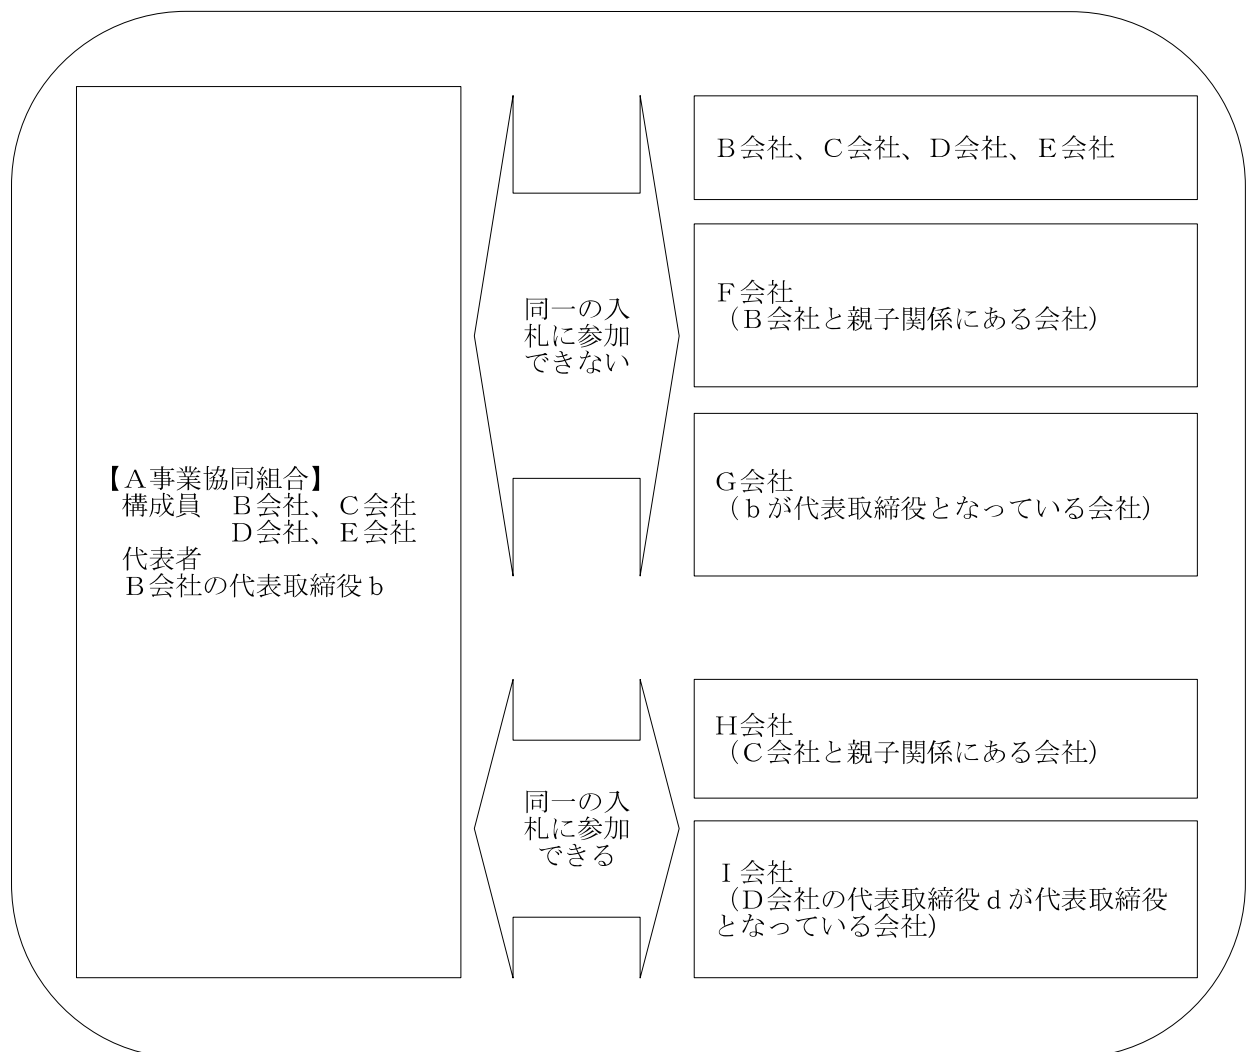 【Ａ事業協同組合】
構成員　Ｂ会社、Ｃ会社
Ｄ会社、Ｅ会社
代表者
Ｂ会社の代表取締役ｂ
同一の入
札に参加
できない
Ｂ会社、Ｃ会社、Ｄ会社、Ｅ会社
Ｆ会社
（Ｂ会社と親子関係にある会社）
Ｇ会社
（ｂが代表取締役となっている会社）
同一の入
札に参加
できる
Ｈ会社
（Ｃ会社と親子関係にある会社）
Ｉ会社
（Ｄ会社の代表取締役ｄが代表取締役
となっている会社）